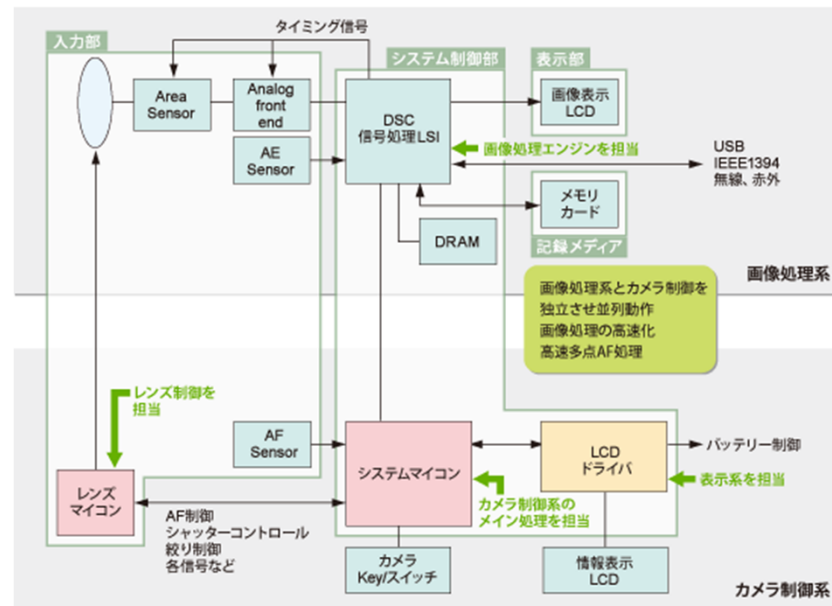 タイミング信号
入力部
システム制御部
表示部
Area
Sensor
Analog
front
end
DSC
信号処理LSI
画像表示
LCD
AE
Sensor
画像処理エンジンを担当
USB
IEEE1394
無線、赤外
メモリ
カード
DRAM
記録メディア
画像処理系
画像処理系とカメラ制御を
独立させ並列動作
画像処理の高速化
高速多点AF処理
レンズ制御を
担当
AF
Sensor
システムマイコン
LCD
ドライバ
バッテリー制御
表示系を担当
レンズ
マイコン
カメラ制御系の
メイン処理を担当
AF制御
シャッターコントロール
絞り制御
各信号など
カメラ
Key/スイッチ
情報表示
LCD
カメラ制御系